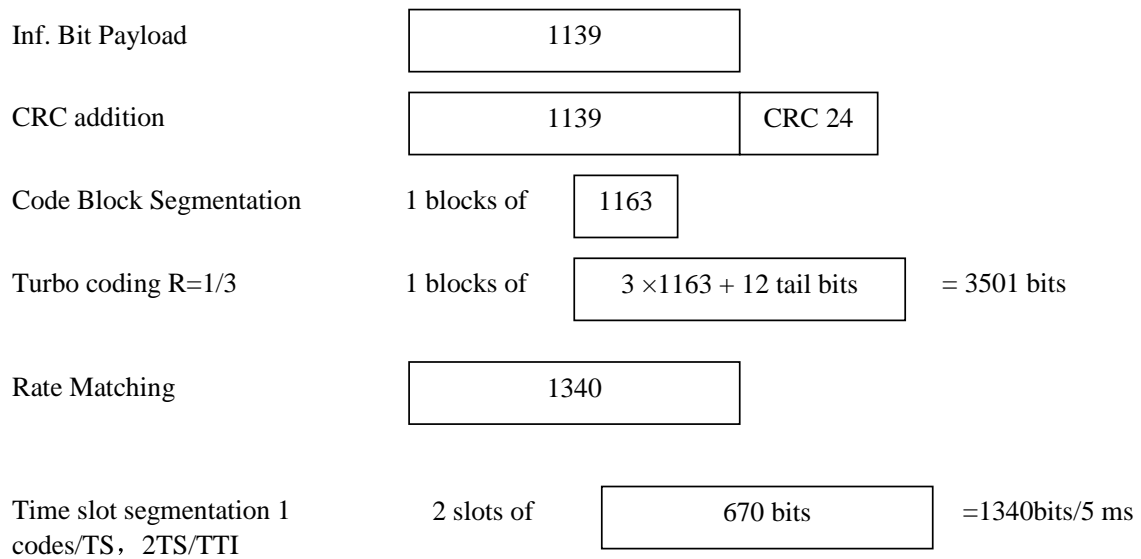 Inf. Bit Payload 1139
CRC addition 1139 CRC 24
Code Block Segmentation 1 blocks of 1163
Turbo coding R=1/3 1 blocks of 3 ×1163 + 12 tail bits = 3501 bits
Rate Matching 1340
Time slot segmentation 1 2 slots of 670 bits =1340bits/5 ms
codes/TS，2TS/TTI